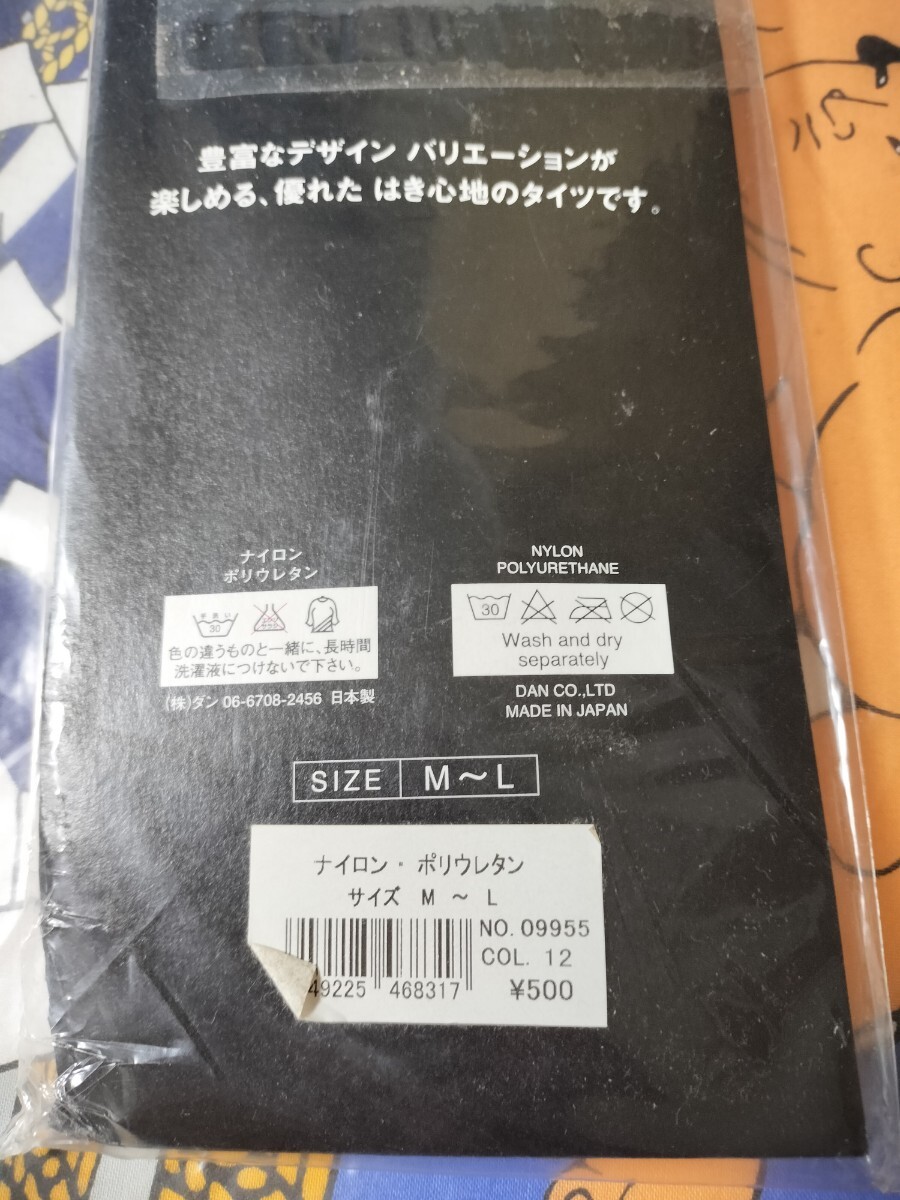 豊富なデザイン バリエーションが
楽しめる、優れた はき心地のタイツです。
ナイロン
ポリウレタン
手洗い
30
色の違うものと一緒に、長時間
洗濯液につけないで下さい。
(株)ダン 06-6708-2456 日本製
NYLON
POLYURETHANE
30
Wash and dry
separately
DAN CO.,LTD
MADE IN JAPAN
SIZE M〜L
ナイロン・ポリウレタン
サイズ M 〜 L
NO. 09955
COL. 12
49225 468317
¥500